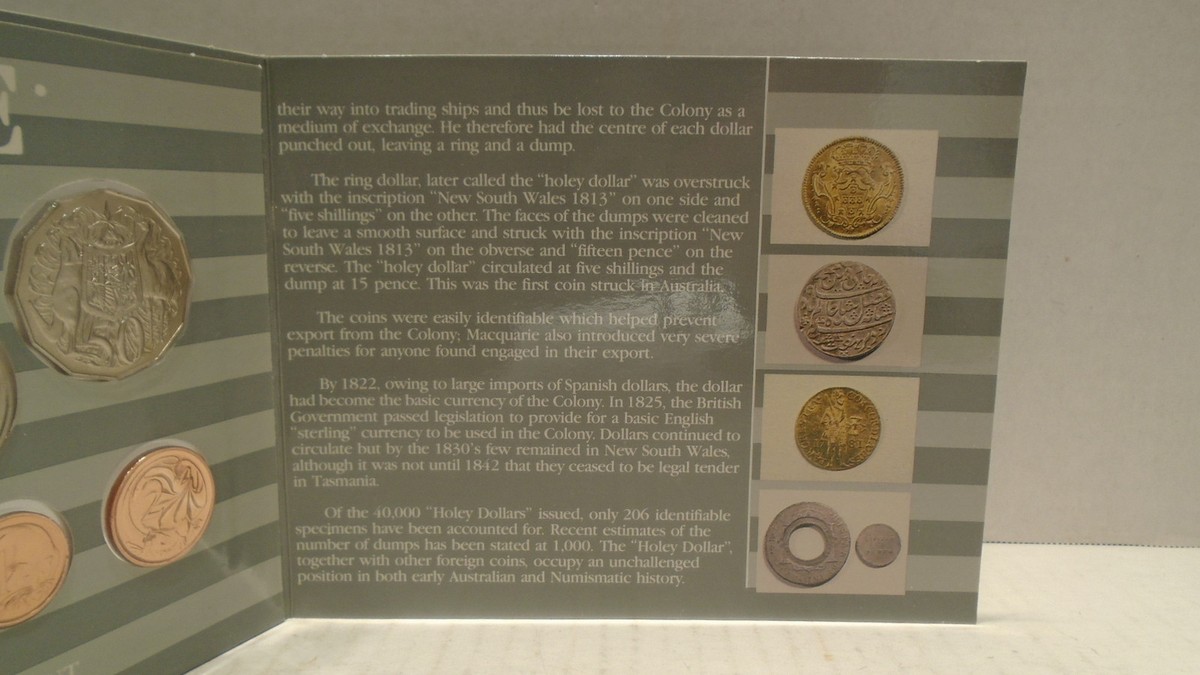 E.
50
2
their way into trading ships and thus be lost to the Colony as a
medium of exchange. He therefore had the centre of each dollar
punched out, leaving a ring and a dump.
The ring dollar, later called the "holey dollar" was overstruck
with the inscription "New South Wales 1813" on one side and
"five shillings" on the other. The faces of the dumps were cleaned
to leave a smooth surface and struck with the inscription "New
South Wales 1813" on the obverse and "fifteen pence" on the
reverse. The "holey dollar" circulated at five shillings and the
dump at 15 pence. This was the first coin struck in Australia.
The coins were easily identifiable which helped prevent
export from the Colony; Macquarie also introduced very severe
penalties for anyone found engaged in their export.
By 1822, owing to large imports of Spanish dollars, the dollar
had become the basic currency of the Colony. In 1825, the British
Government passed legislation to provide for a basic English
"sterling" currency to be used in the Colony. Dollars continued to
circulate but by the 1830's few remained in New South Wales,
although it was not until 1842 that they ceased to be legal tender
in Tasmania.
Of the 40,000 "Holey Dollars" issued, only 206 identifiable
specimens have been accounted for. Recent estimates of the
number of dumps has been stated at 1,000. The "Holey Dollar",
together with other foreign coins, occupy an unchallenged
position in both early Australian and Numismatic history.